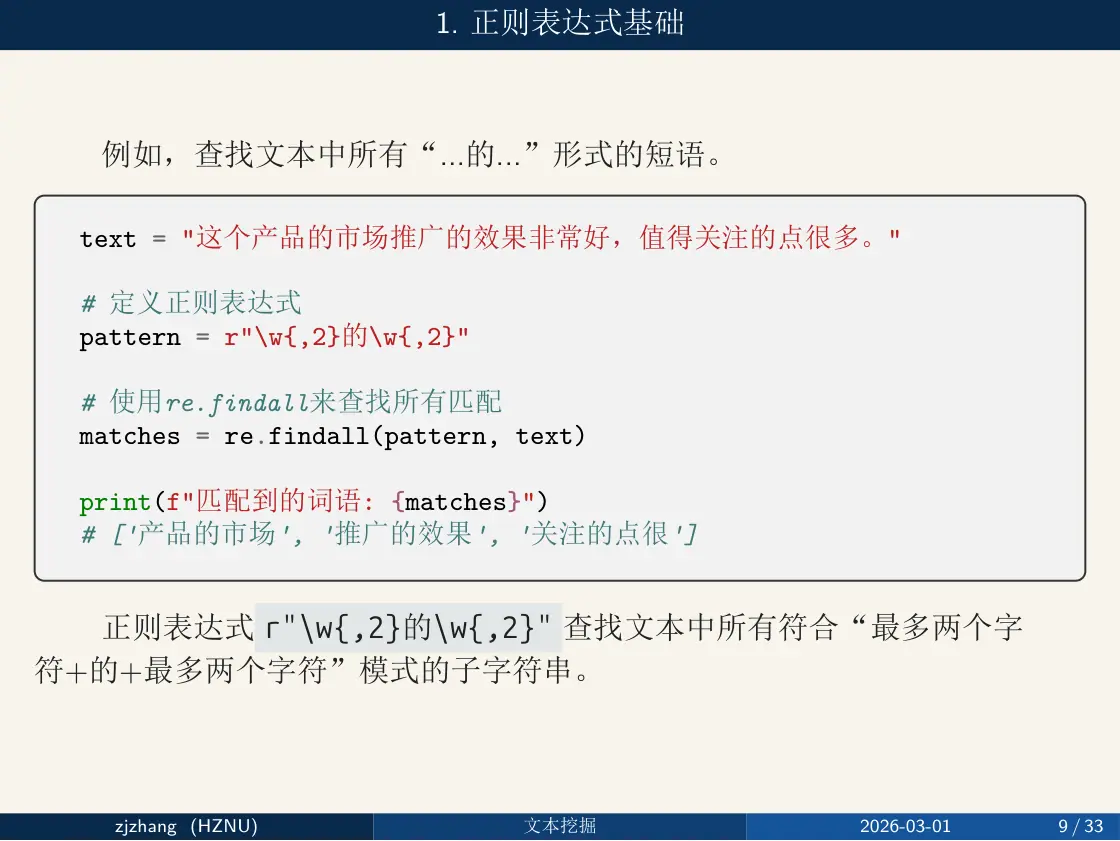 1. 正则表达式基础
例如，查找文本中所有“...的...”形式的短语。
text = "这个产品的市场推广的效果非常好，值得关注的点很多。"
# 定义正则表达式
pattern = r"\w{,2}的\w{,2}"
# 使用re.findall来查找所有匹配
matches = re.findall(pattern, text)
print(f"匹配到的词语: {matches}")
# ['产品的市场', '推广的效果', '关注的点很']
正则表达式 r"\w{,2}的\w{,2}" 查找文本中所有符合“最多两个字
符+的+最多两个字符”模式的子字符串。
zjzhang (HZNU) 文本挖掘 2026-03-01 9 / 33